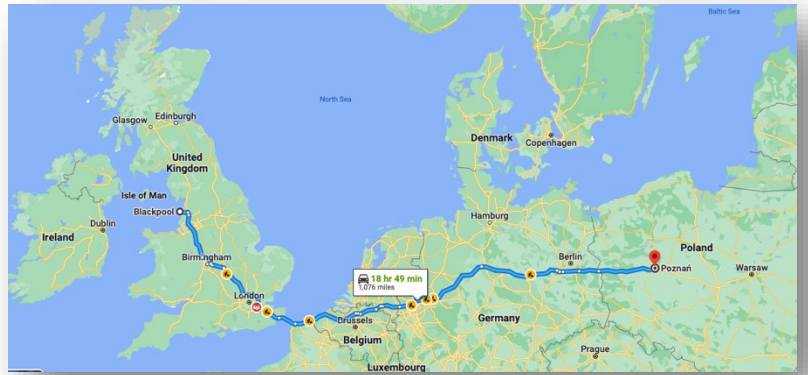 Baltic Sea
North Sea
Glasgow
Edinburgh
United
Kingdom
Denmark
Copenhagen
Isle of Man
Blackpool
Dublin
Ireland
Hamburg
Birmingham
Berlin
Poland
Poznań
Warsaw
18 hr 49 min
1,076 miles
London
Brussels
Belgium
Germany
Prague
Luxembourg